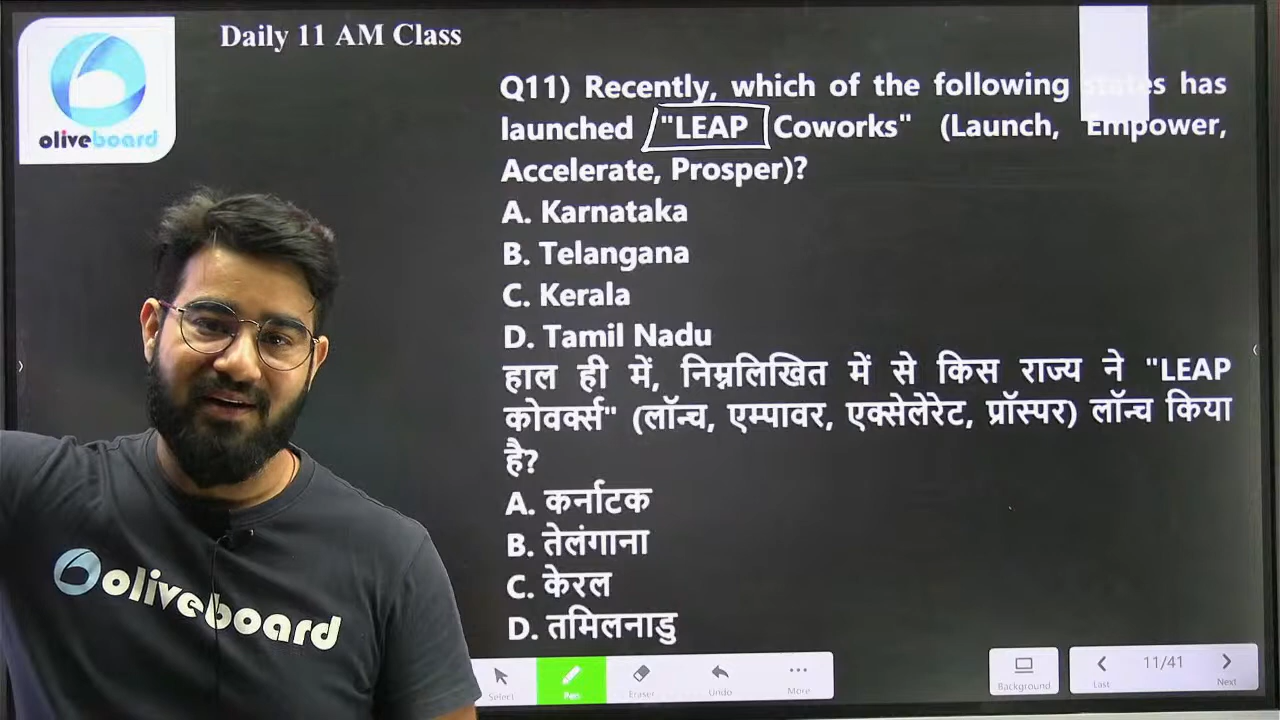 Daily 11 AM Class
oliveboard
Q11) Recently, which of the following states has
launched "LEAP Coworks" (Launch, Empower,
Accelerate, Prosper)?
A. Karnataka
B. Telangana
C. Kerala
D. Tamil Nadu
हाल ही में, निम्नलिखित में से किस राज्य ने "LEAP
कोवर्क्स" (लॉन्च, एम्पावर, एक्सेलेरेट, प्रॉस्पर) लॉन्च किया
है?
A. कर्नाटक
B. तेलंगाना
C. केरल
D. तमिलनाडु
oliveboard
Select Pen Eraser Undo More
Background
Last 11/41 Next